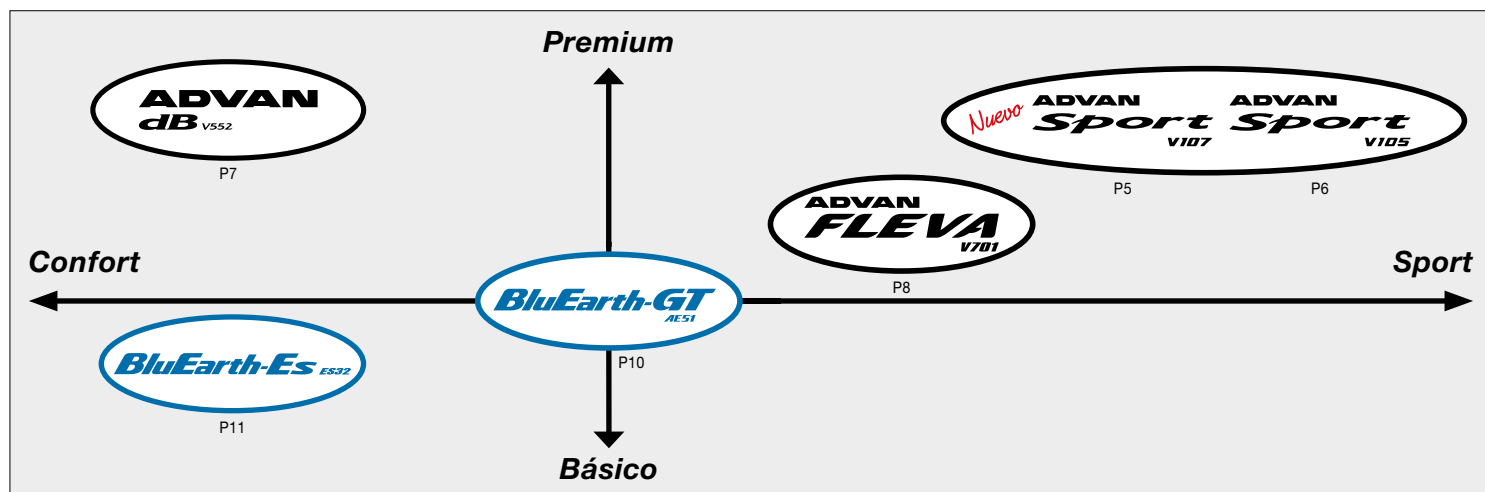 Premium
ADVAN
dB V552
P7
Nuevo
ADVAN
Sport
V107
P5
ADVAN
Sport
V105
P6
ADVAN
FLEVA
V701
P8
Confort
Sport
BluEarth-GT
AE51
P10
BluEarth-Es ES32
P11
Básico